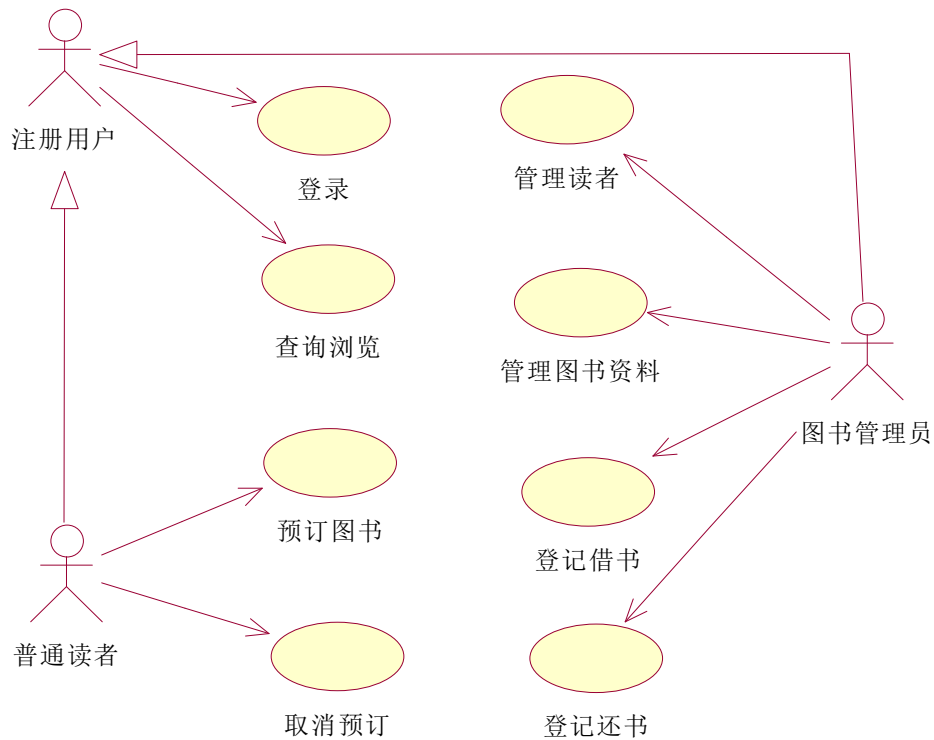 注册用户
登录
管理读者
查询浏览
管理图书资料
图书管理员
预订图书
登记借书
普通读者
取消预订
登记还书